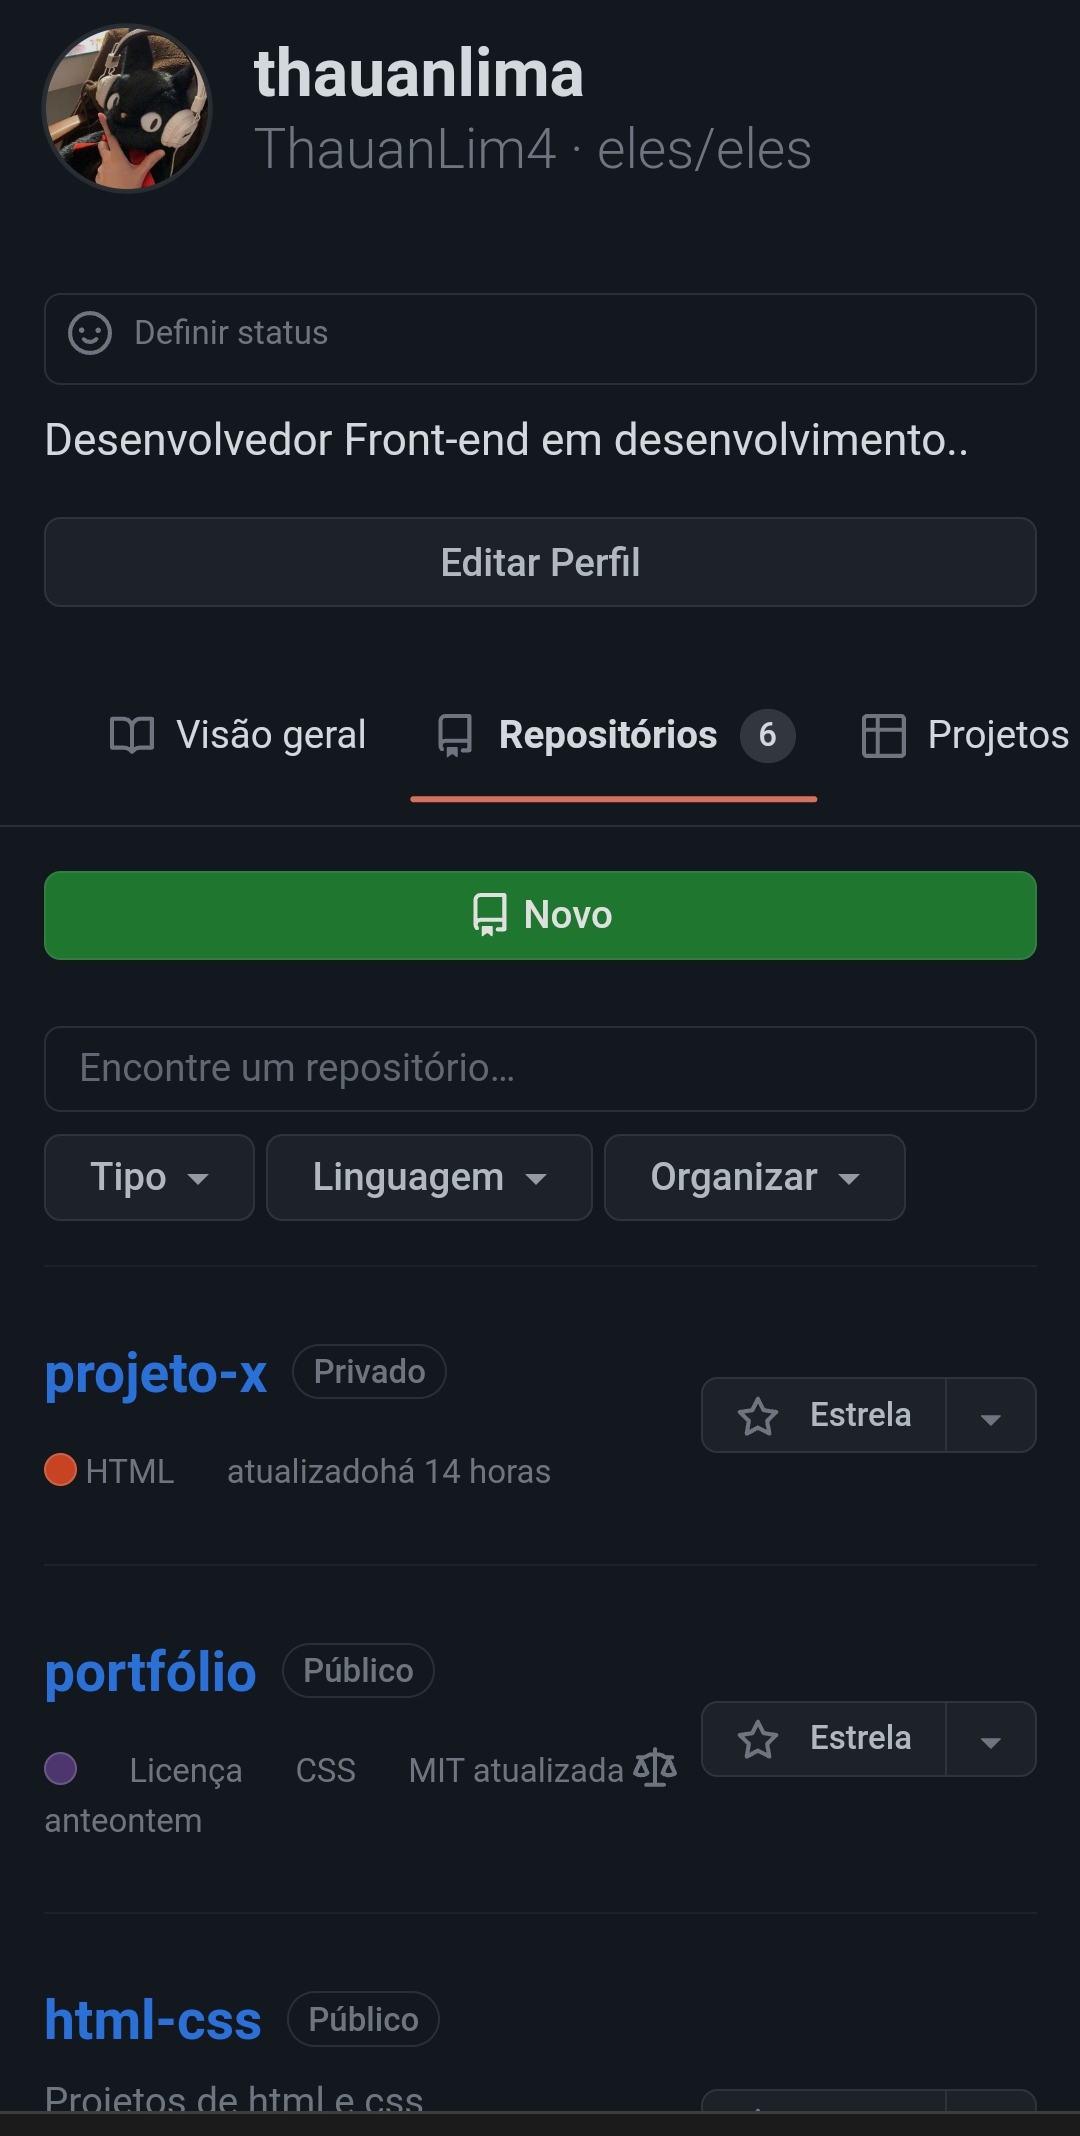 thauanlima
ThauanLim4 · eles/eles
Definir status
Desenvolvedor Front-end em desenvolvimento..
Editar Perfil
Visão geral Repositórios 6 Projetos
Novo
Encontre um repositório...
Tipo Linguagem Organizar
projeto-x Privado
Estrela
HTML atualizadohá 14 horas
portfólio Público
Estrela
Licença CSS MIT atualizada
anteontem
html-css Público
Projetos de html e css